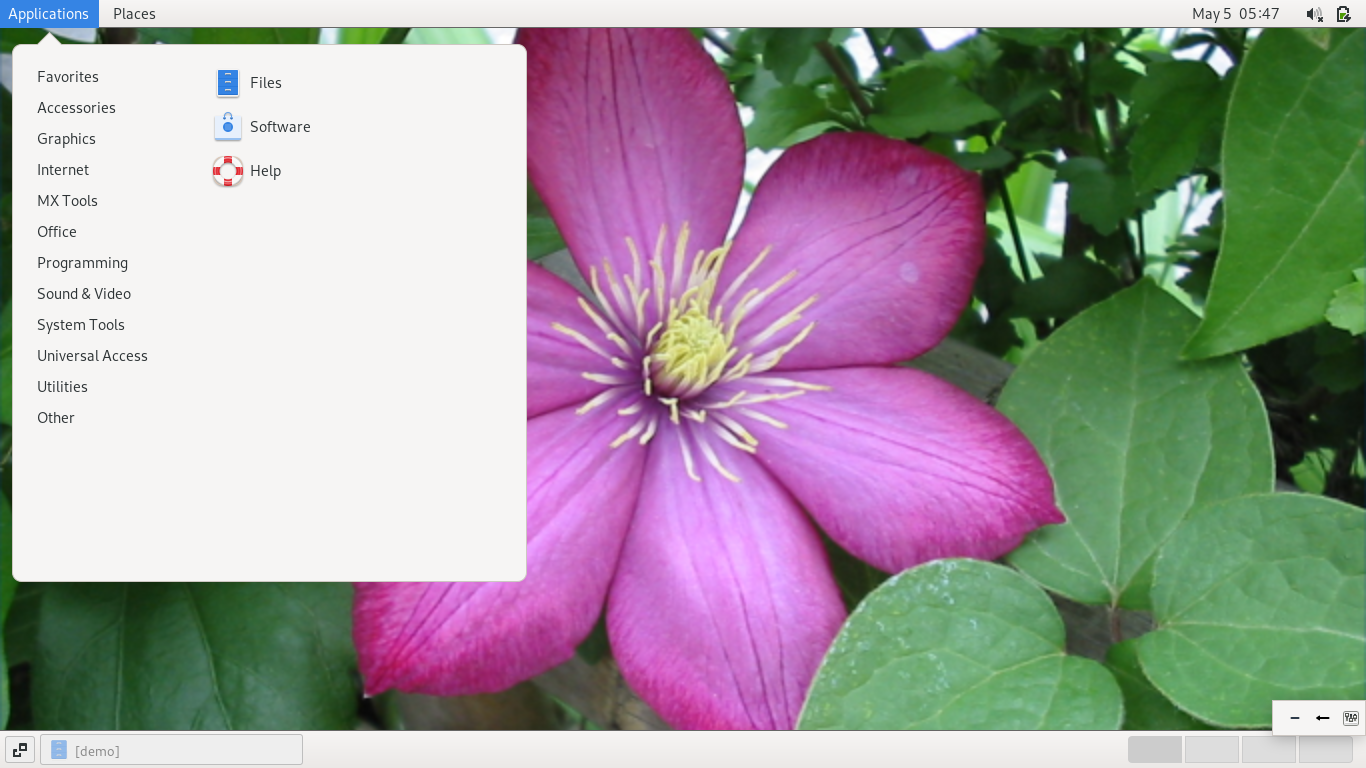 Applications Places May 5 05:47
Favorites
Accessories
Graphics
Internet
MX Tools
Office
Programming
Sound & Video
System Tools
Universal Access
Utilities
Other
Files
Software
Help
[demo]